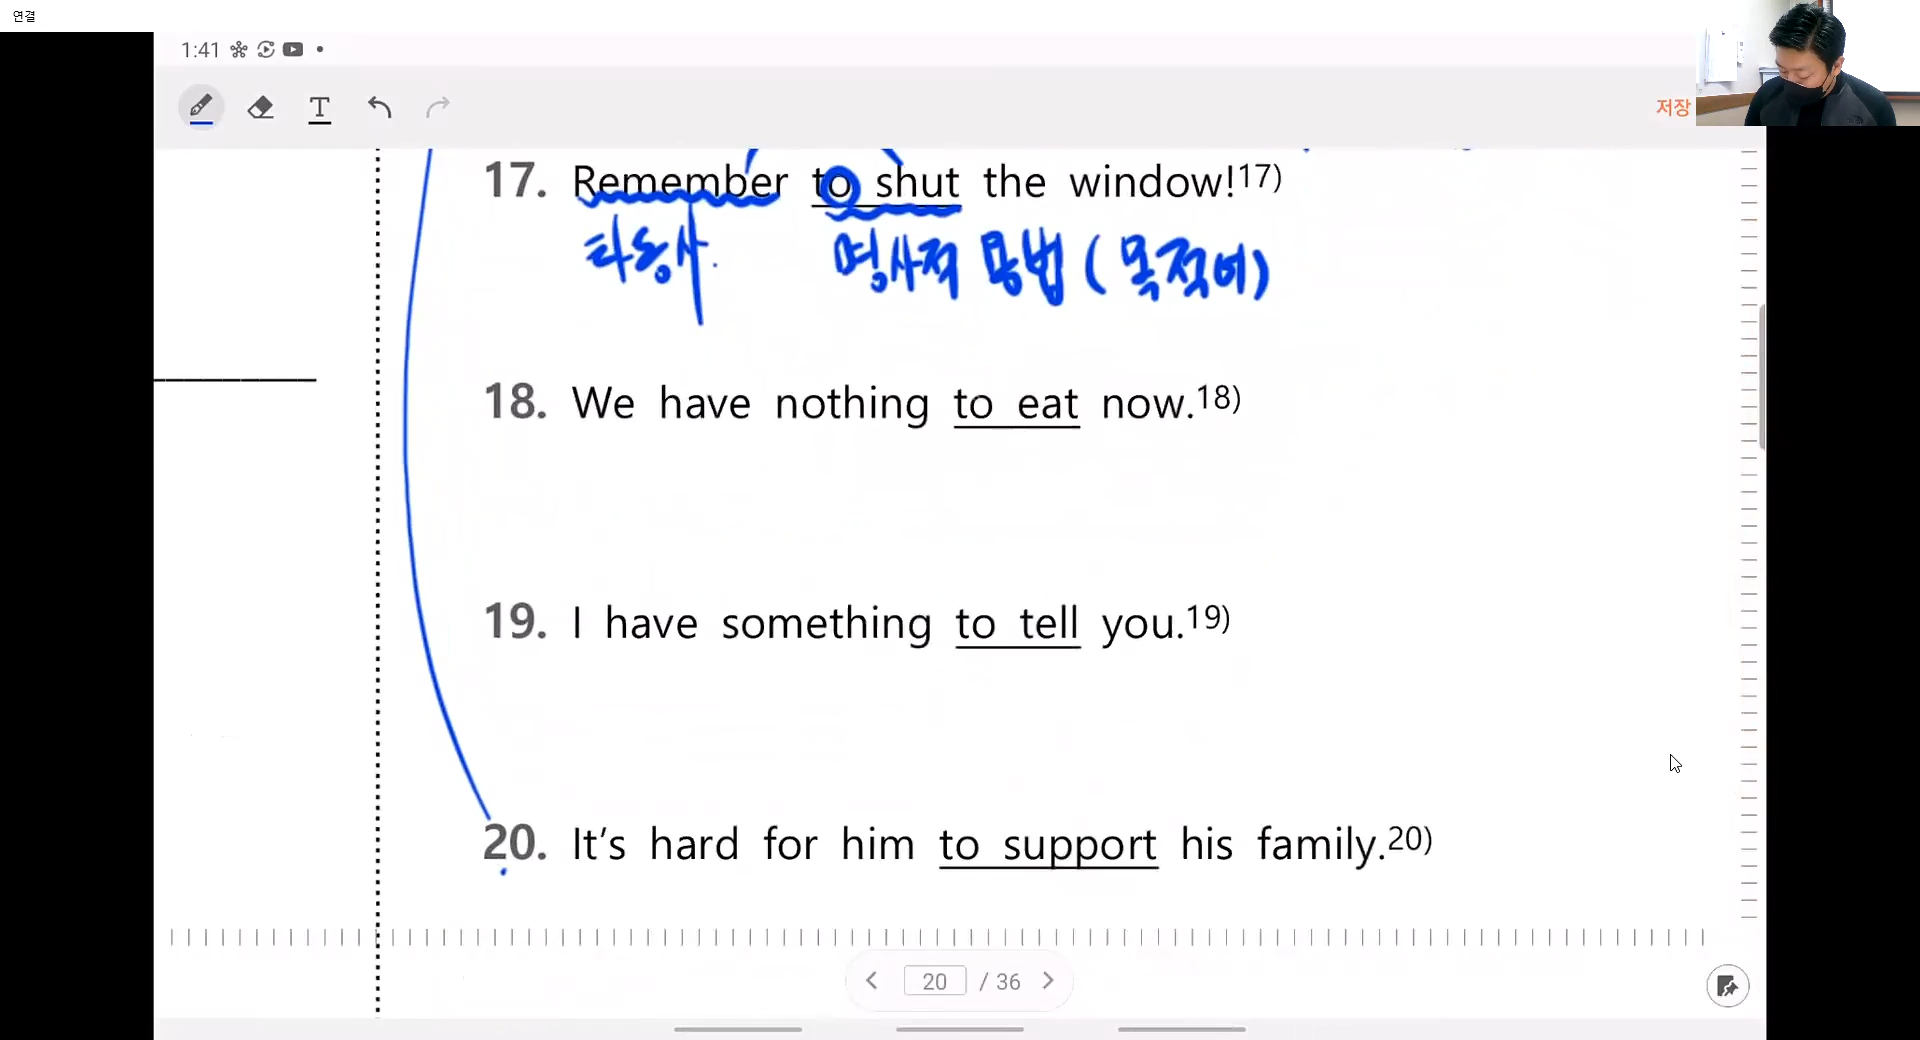 연결
1:41
T
저장
17. Remember to shut the window!17)
타동사. 명사적 용법 (목적어)
18. We have nothing to eat now.18)
19. I have something to tell you.19)
20. It's hard for him to support his family.20)
20 / 36